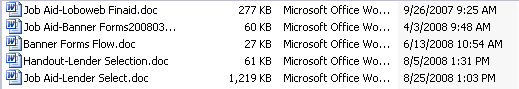 Job Aid-Loboweb Finaid.doc 277 KB Microsoft Office Wo... 9/26/2007 9:25 AM
Job Aid-Banner Forms200803... 60 KB Microsoft Office Wo... 4/3/2008 9:48 AM
Banner Forms Flow.doc 27 KB Microsoft Office Wo... 6/13/2008 10:54 AM
Handout-Lender Selection.doc 61 KB Microsoft Office Wo... 8/5/2008 1:31 PM
Job Aid-Lender Select.doc 1,219 KB Microsoft Office Wo... 8/25/2008 1:03 PM